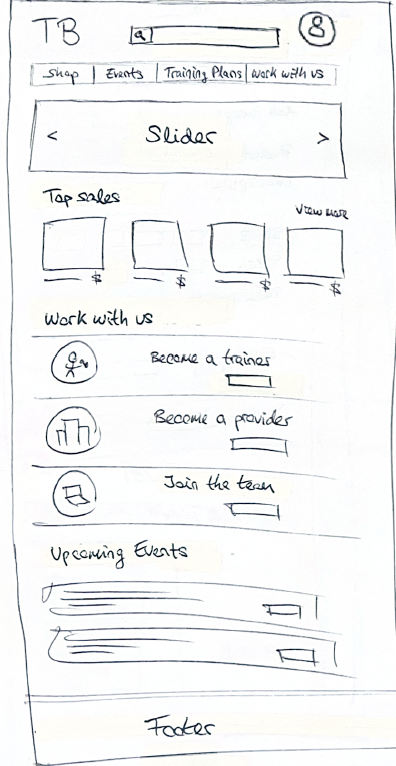 TB
Shop | Events | Training Plans | Work with us
< Slider >
Top sales
View more
$ $ $ $
Work with us
Become a trainer
Become a provider
Join the team
Upcoming Events
Footer